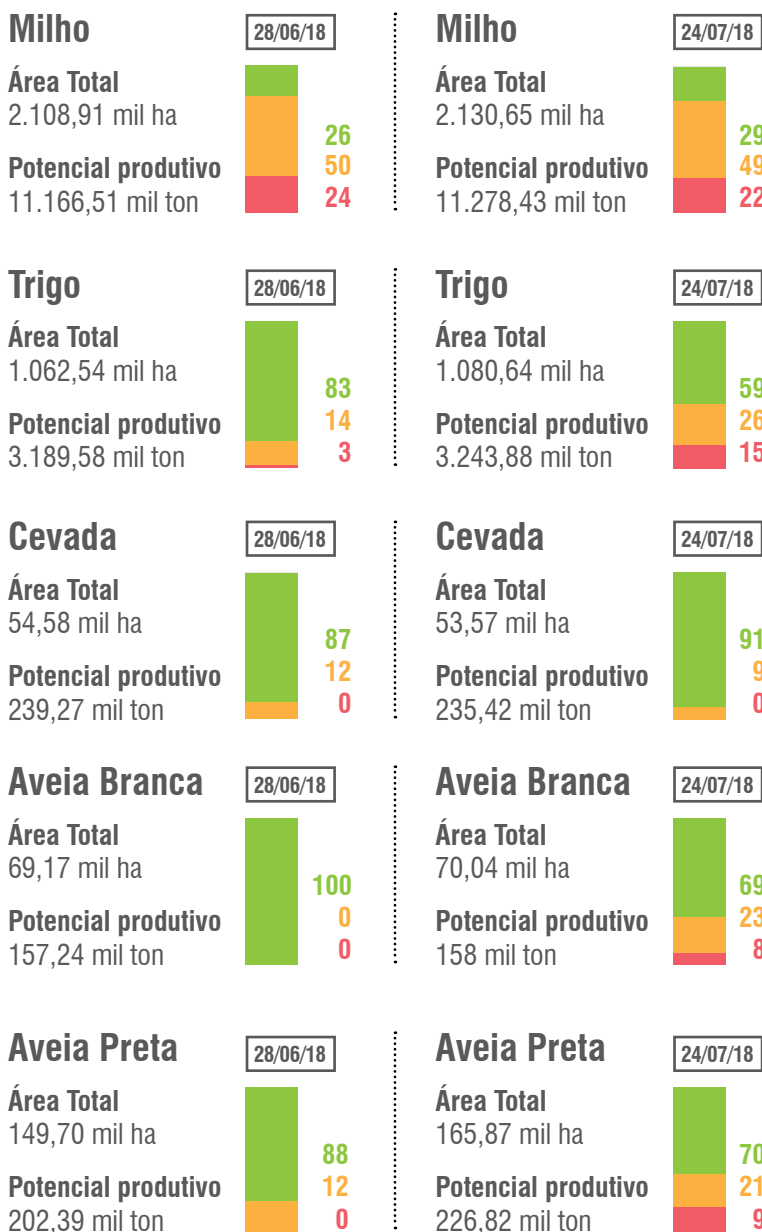 Milho
28/06/18
Área Total
2.108,91 mil ha
Potencial produtivo
11.166,51 mil ton
26
50
24
Milho
24/07/18
Área Total
2.130,65 mil ha
Potencial produtivo
11.278,43 mil ton
29
49
22
Trigo
28/06/18
Área Total
1.062,54 mil ha
Potencial produtivo
3.189,58 mil ton
83
14
3
Trigo
24/07/18
Área Total
1.080,64 mil ha
Potencial produtivo
3.243,88 mil ton
59
26
15
Cevada
28/06/18
Área Total
54,58 mil ha
Potencial produtivo
239,27 mil ton
87
12
0
Cevada
24/07/18
Área Total
53,57 mil ha
Potencial produtivo
235,42 mil ton
91
9
0
Aveia Branca
28/06/18
Área Total
69,17 mil ha
Potencial produtivo
157,24 mil ton
100
0
0
Aveia Branca
24/07/18
Área Total
70,04 mil ha
Potencial produtivo
158 mil ton
69
23
8
Aveia Preta
28/06/18
Área Total
149,70 mil ha
Potencial produtivo
202,39 mil ton
88
12
0
Aveia Preta
24/07/18
Área Total
165,87 mil ha
Potencial produtivo
226,82 mil ton
70
21
9